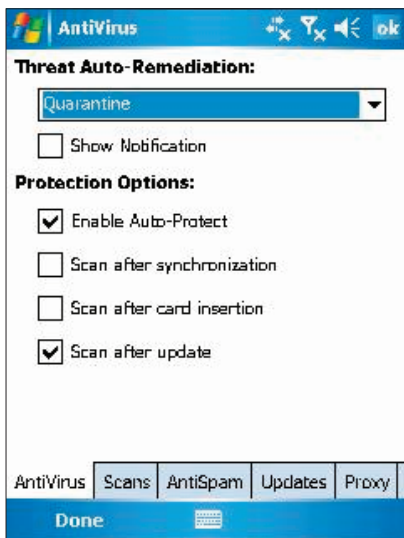 AntiVirus ok
Threat Auto-Remediation:
Quarantine
Show Notification
Protection Options:
Enable Auto-Protect
Scan after synchronization
Scan after card insertion
Scan after update
AntiVirus Scans AntiSpam Updates Proxy
Done